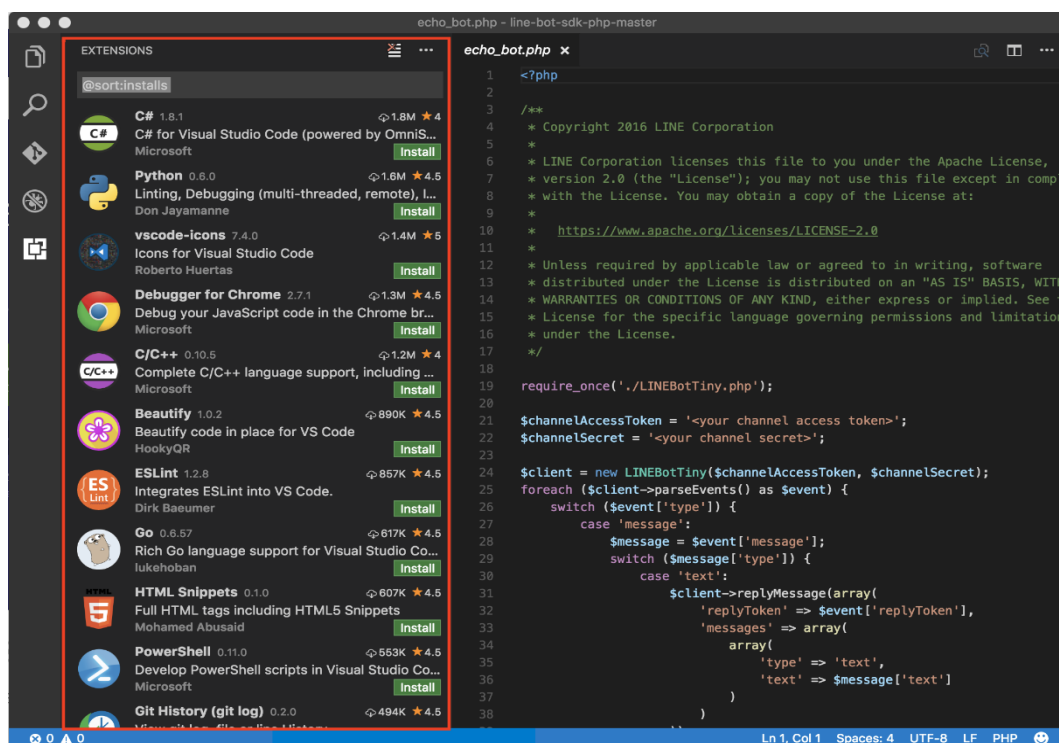 echo_bot.php - line-bot-sdk-php-master
EXTENSIONS
@sort:installs
C# 1.8.1 1.8M ★4
C# for Visual Studio Code (powered by OmniS...
Microsoft Install
Python 0.6.0 1.6M ★4.5
Linting, Debugging (multi-threaded, remote), I...
Don Jayamanne Install
vscode-icons 7.4.0 1.4M ★5
Icons for Visual Studio Code
Roberto Huertas Install
Debugger for Chrome 2.7.1 1.3M ★4.5
Debug your JavaScript code in the Chrome br...
Microsoft Install
C/C++ 0.10.5 1.2M ★4
Complete C/C++ language support, including ...
Microsoft Install
Beautify 1.0.2 890K ★4.5
Beautify code in place for VS Code
HookyQR Install
ESLint 1.2.8 857K ★4.5
Integrates ESLint into VS Code.
Dirk Baeumer Install
Go 0.6.57 617K ★4.5
Rich Go language support for Visual Studio Co...
lukehoban Install
HTML Snippets 0.1.0 607K ★4.5
Full HTML tags including HTML5 Snippets
Mohamed Abusaid Install
PowerShell 0.11.0 553K ★4.5
Develop PowerShell scripts in Visual Studio Co...
Microsoft Install
Git History (git log) 0.2.0 494K ★4.5
C#
C/C++
ES
Lint
HTML
5
echo_bot.php ×
1 <?php
2
3 /**
4 * Copyright 2016 LINE Corporation
5 *
6 * LINE Corporation licenses this file to you under the Apache License,
7 * version 2.0 (the "License"); you may not use this file except in comp
8 * with the License. You may obtain a copy of the License at:
9 *
10 * https://www.apache.org/licenses/LICENSE-2.0
11 *
12 * Unless required by applicable law or agreed to in writing, software
13 * distributed under the License is distributed on an "AS IS" BASIS, WITH
14 * WARRANTIES OR CONDITIONS OF ANY KIND, either express or implied. See
15 * License for the specific language governing permissions and limitation
16 * under the License.
17 */
18
19 require_once('./LINEBotTiny.php');
20
21 $channelAccessToken = '<your channel access token>';
22 $channelSecret = '<your channel secret>';
23
24 $client = new LINEBotTiny($channelAccessToken, $channelSecret);
25 foreach ($client->parseEvents() as $event) {
26 switch ($event['type']) {
27 case 'message':
28 $message = $event['message'];
29 switch ($message['type']) {
30 case 'text':
31 $client->replyMessage(array(
32 'replyToken' => $event['replyToken'],
33 'messages' => array(
34 array(
35 'type' => 'text',
36 'text' => $message['text']
37 )
38 )
0 0 Ln 1, Col 1 Spaces: 4 UTF-8 LF PHP